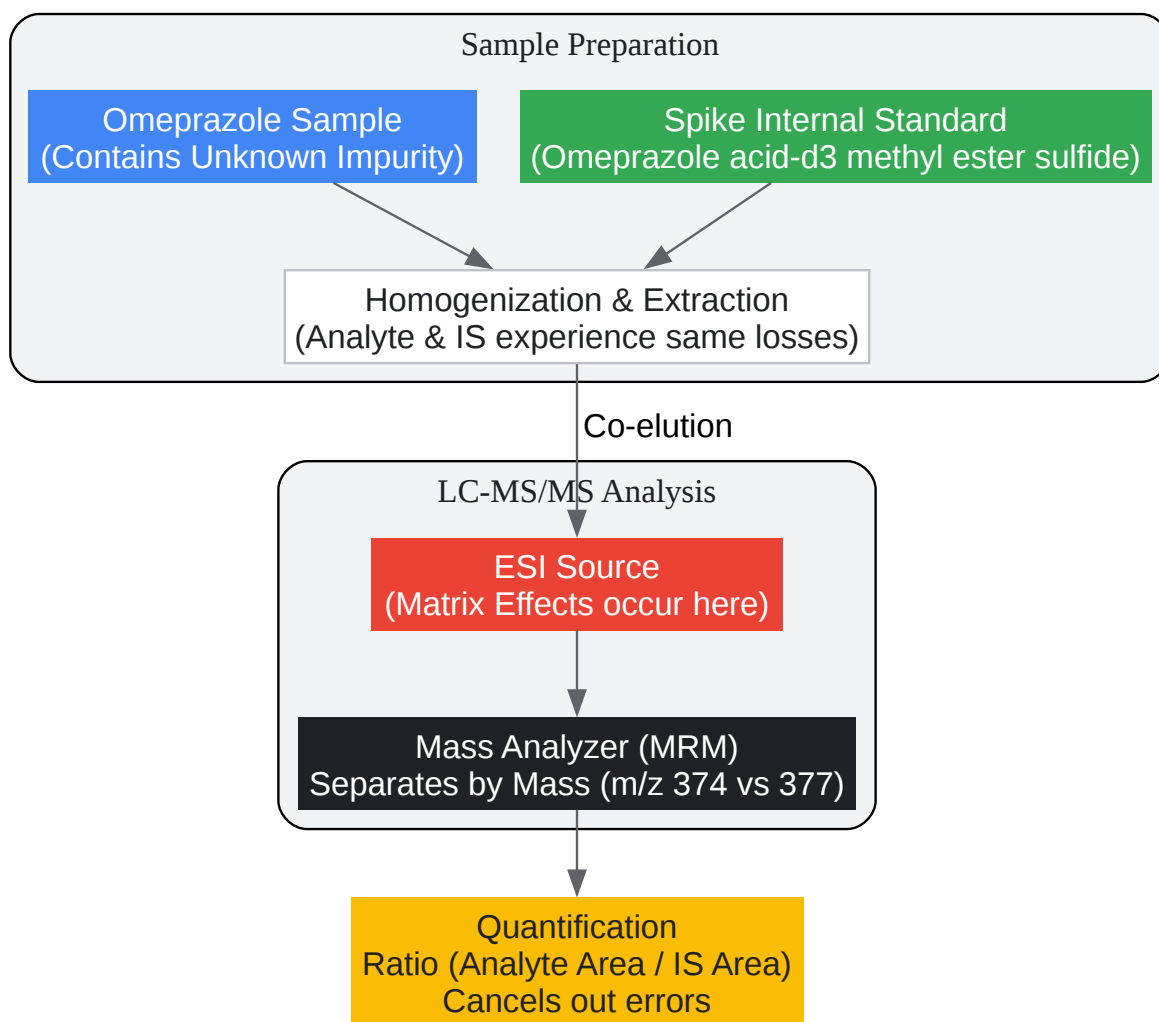 Sample Preparation
Omeprazole Sample
(Contains Unknown Impurity)
Spike Internal Standard
(Omeprazole acid-d3 methyl ester sulfide)
Homogenization & Extraction
(Analyte & IS experience same losses)
Co-elution
LC-MS/MS Analysis
ESI Source
(Matrix Effects occur here)
Mass Analyzer (MRM)
Separates by Mass (m/z 374 vs 377)
Quantification
Ratio (Analyte Area / IS Area)
Cancels out errors